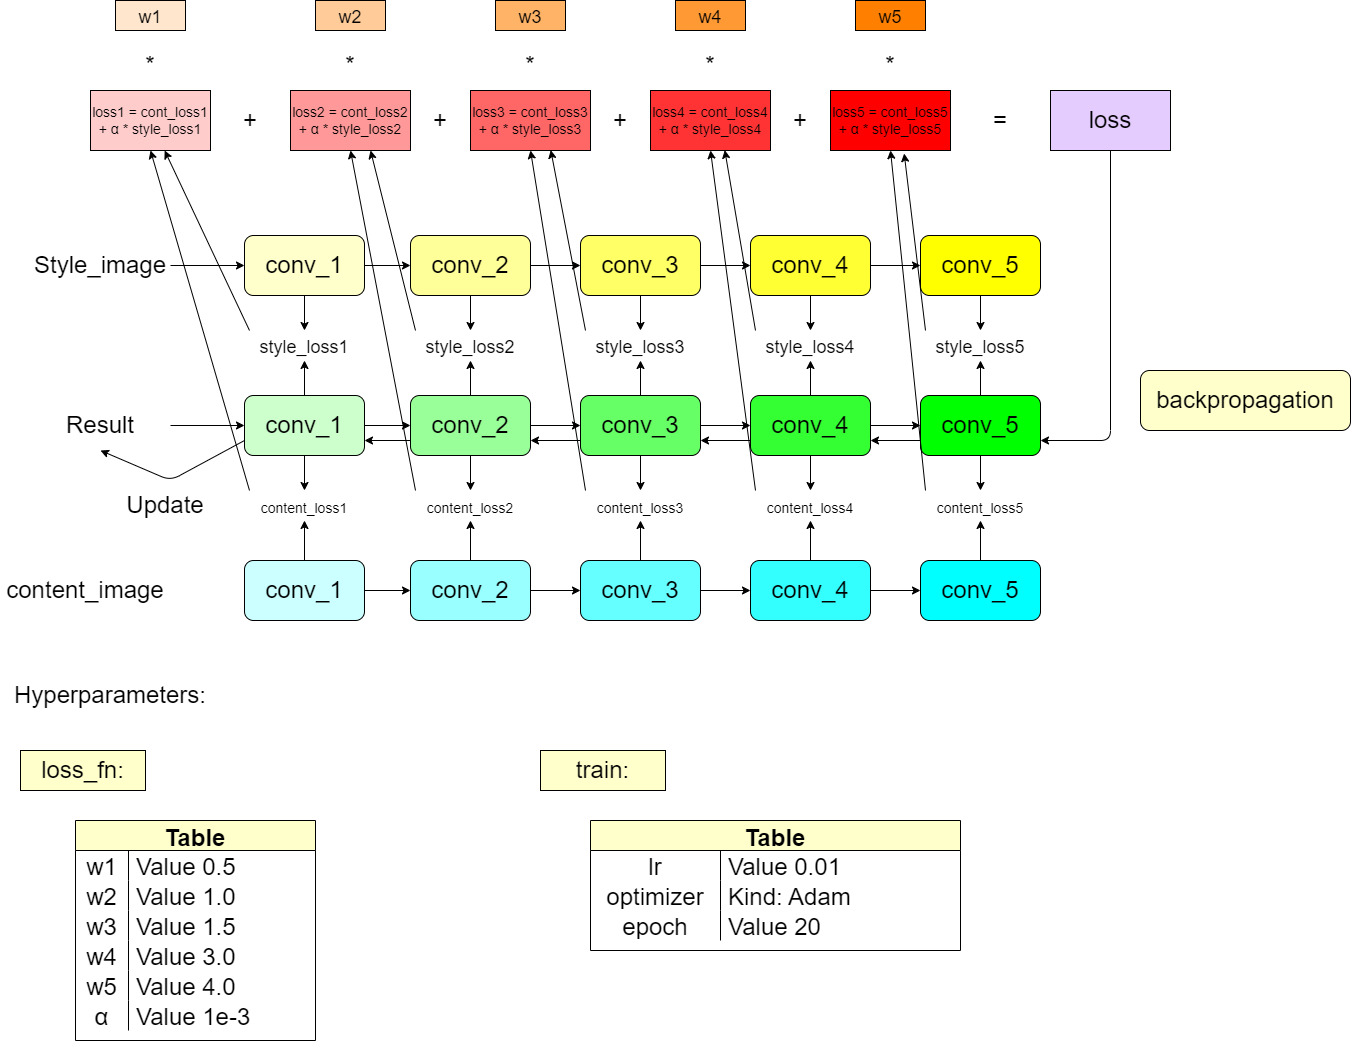 w1 w2 w3 w4 w5
* * * * *
loss1 = cont_loss1 loss2 = cont_loss2 loss3 = cont_loss3 loss4 = cont_loss4 loss5 = cont_loss5
+ α * style_loss1 + + α * style_loss2 + + α * style_loss3 + + α * style_loss4 + + α * style_loss5 = loss
Style_image conv_1 conv_2 conv_3 conv_4 conv_5
style_loss1 style_loss2 style_loss3 style_loss4 style_loss5
backpropagation
Result conv_1 conv_2 conv_3 conv_4 conv_5
Update content_loss1 content_loss2 content_loss3 content_loss4 content_loss5
content_image conv_1 conv_2 conv_3 conv_4 conv_5
Hyperparameters:
loss_fn:
Table
w1 Value 0.5
w2 Value 1.0
w3 Value 1.5
w4 Value 3.0
w5 Value 4.0
α Value 1e-3
train:
Table
lr Value 0.01
optimizer Kind: Adam
epoch Value 20